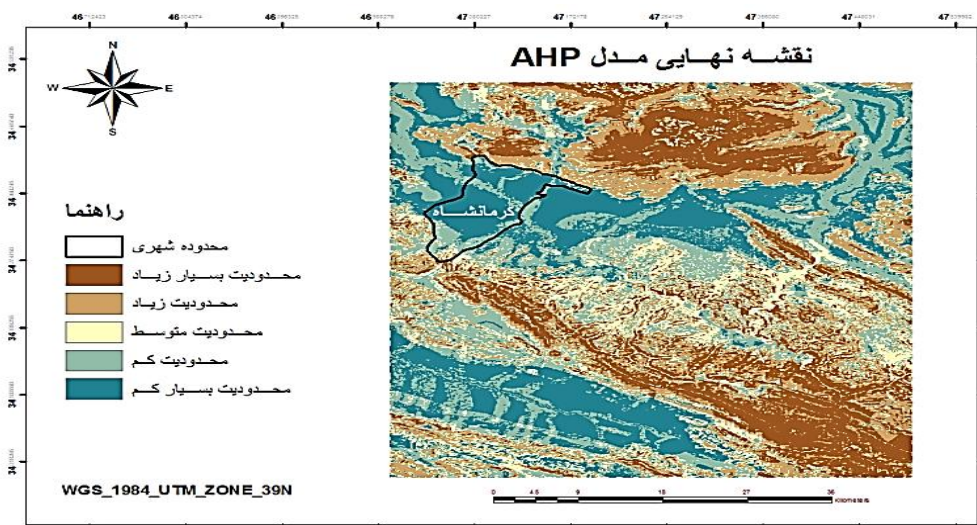 نقشه نهایی مدل AHP
N
W E
S
کرمانشاه
راهنما
محدوده شهری
محدودیت بسیار زیاد
محدودیت زیاد
محدودیت متوسط
محدودیت کم
محدودیت بسیار کم
WGS_1984_UTM_ZONE_39N
0 4.5 9 18 27 36
Kilometers